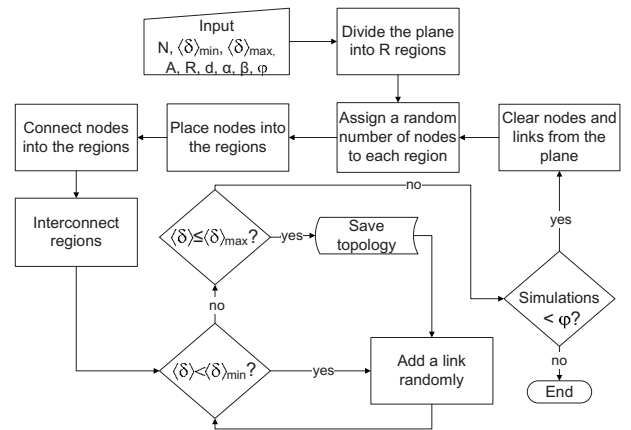 Input
N, ⟨δ⟩min, ⟨δ⟩max,
A, R, d, α, β, φ
Divide the plane
into R regions
Connect nodes
into the regions
Place nodes into
the regions
Assign a random
number of nodes
to each region
Clear nodes and
links from the
plane
Interconnect
regions
no
⟨δ⟩≤⟨δ⟩max?
yes
Save
topology
yes
Simulations
< φ?
no
⟨δ⟩<⟨δ⟩min?
yes
Add a link
randomly
no
End